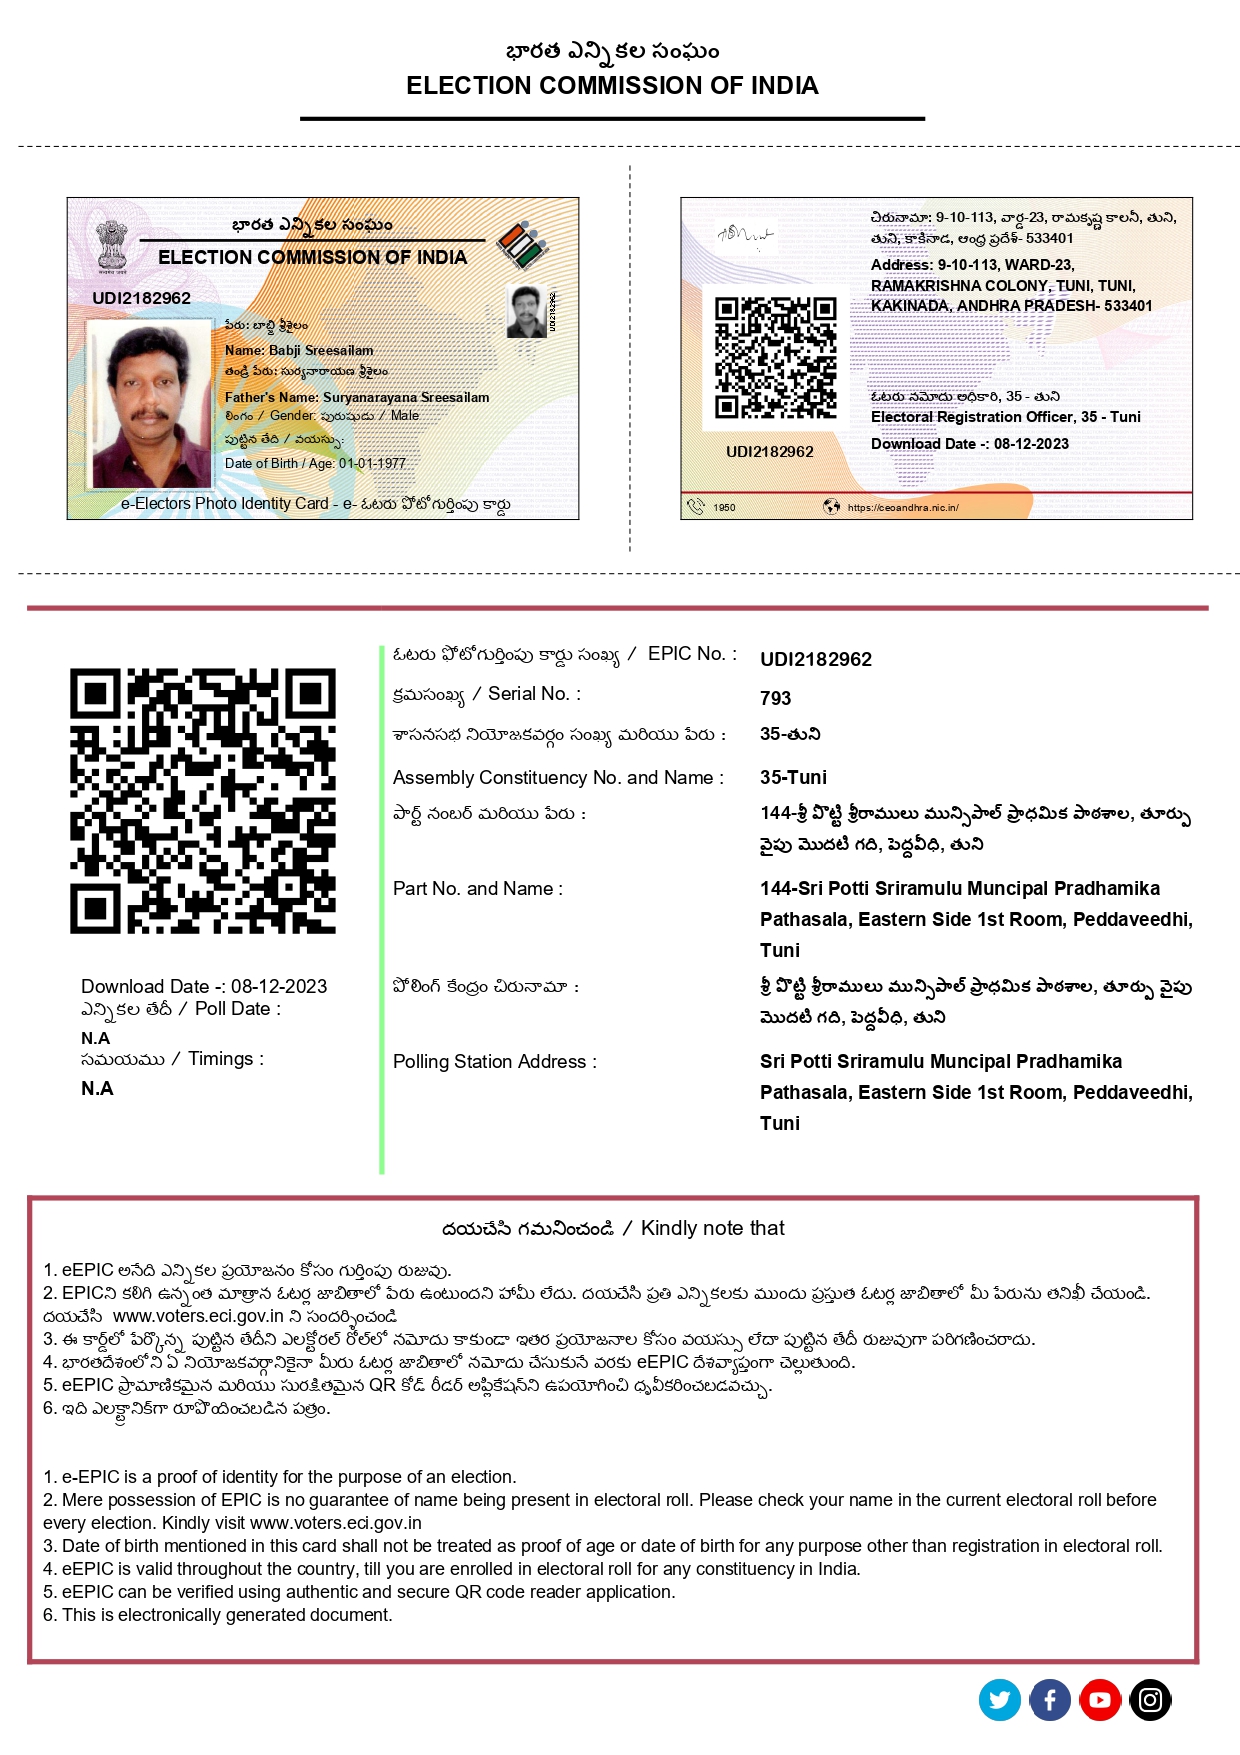 భారత ఎన్నికల సంఘం
ELECTION COMMISSION OF INDIA
భారత ఎన్నికల సంఘం
ELECTION COMMISSION OF INDIA
UDI2182962
UDI2182962
పేరు: బాబ్జి శ్రీశైలం
Name: Babji Sreesailam
తండ్రి పేరు: సుర్యనారాయణ శ్రీశైలం
Father's Name: Suryanarayana Sreesailam
లింగం / Gender: పురుషుడు / Male
పుట్టిన తేది / వయస్సు:
Date of Birth / Age: 01-01-1977
e-Electors Photo Identity Card - e- ఓటరు ఫోటోగుర్తింపు కార్డు
చిరునామా: 9-10-113, వార్డ-23, రామకృష్ణ కాలనీ, తుని,
తుని, కాకినాడ, ఆంధ్ర ప్రదేశ్- 533401
Address: 9-10-113, WARD-23,
RAMAKRISHNA COLONY, TUNI, TUNI,
KAKINADA, ANDHRA PRADESH- 533401
UDI2182962
ఓటరు నమోదు అధికారి, 35 - తుని
Electoral Registration Officer, 35 - Tuni
Download Date -: 08-12-2023
1950
https://ceoandhra.nic.in/
ఓటరు ఫోటోగుర్తింపు కార్డు సంఖ్య / EPIC No. : UDI2182962
క్రమసంఖ్య / Serial No. : 793
శాసనసభ నియోజకవర్గం సంఖ్య మరియు పేరు : 35-తుని
Assembly Constituency No. and Name : 35-Tuni
పార్ట్ నంబర్ మరియు పేరు : 144-శ్రీ పొట్టి శ్రీరాములు మున్సిపాల్ ప్రాధమిక పాఠశాల, తూర్పు
వైపు మొదటి గది, పెద్దవీధి, తుని
Part No. and Name : 144-Sri Potti Sriramulu Muncipal Pradhamika
Pathasala, Eastern Side 1st Room, Peddaveedhi,
Tuni
పోలింగ్ కేంద్రం చిరునామా : శ్రీ పొట్టి శ్రీరాములు మున్సిపాల్ ప్రాధమిక పాఠశాల, తూర్పు వైపు
మొదటి గది, పెద్దవీధి, తుని
Polling Station Address : Sri Potti Sriramulu Muncipal Pradhamika
Pathasala, Eastern Side 1st Room, Peddaveedhi,
Tuni
Download Date -: 08-12-2023
ఎన్నికల తేదీ / Poll Date :
N.A
సమయము / Timings :
N.A
దయచేసి గమనించండి / Kindly note that
1. eEPIC అనేది ఎన్నికల ప్రయోజనం కోసం గుర్తింపు రుజువు.
2. EPICని కలిగి ఉన్నంత మాత్రాన ఓటర్ల జాబితాలో పేరు ఉంటుందని హామీ లేదు. దయచేసి ప్రతి ఎన్నికలకు ముందు ప్రస్తుత ఓటర్ల జాబితాలో మీ పేరును తనిఖీ చేయండి.
దయచేసి www.voters.eci.gov.in ని సందర్శించండి
3. ఈ కార్డ్‌లో పేర్కొన్న పుట్టిన తేదీని ఎలక్టోరల్ రోల్‌లో నమోదు కాకుండా ఇతర ప్రయోజనాల కోసం వయస్సు లేదా పుట్టిన తేదీ రుజువుగా పరిగణించరాదు.
4. భారతదేశంలోని ఏ నియోజకవర్గానికైనా మీరు ఓటర్ల జాబితాలో నమోదు చేసుకునే వరకు eEPIC దేశవ్యాప్తంగా చెల్లుతుంది.
5. eEPIC ప్రామాణికమైన మరియు సురక్షితమైన QR కోడ్ రీడర్ అప్లికేషన్‌ని ఉపయోగించి ధృవీకరించబడవచ్చు.
6. ఇది ఎలక్ట్రానిక్‌గా రూపొందించబడిన పత్రం.
1. e-EPIC is a proof of identity for the purpose of an election.
2. Mere possession of EPIC is no guarantee of name being present in electoral roll. Please check your name in the current electoral roll before
every election. Kindly visit www.voters.eci.gov.in
3. Date of birth mentioned in this card shall not be treated as proof of age or date of birth for any purpose other than registration in electoral roll.
4. eEPIC is valid throughout the country, till you are enrolled in electoral roll for any constituency in India.
5. eEPIC can be verified using authentic and secure QR code reader application.
6. This is electronically generated document.